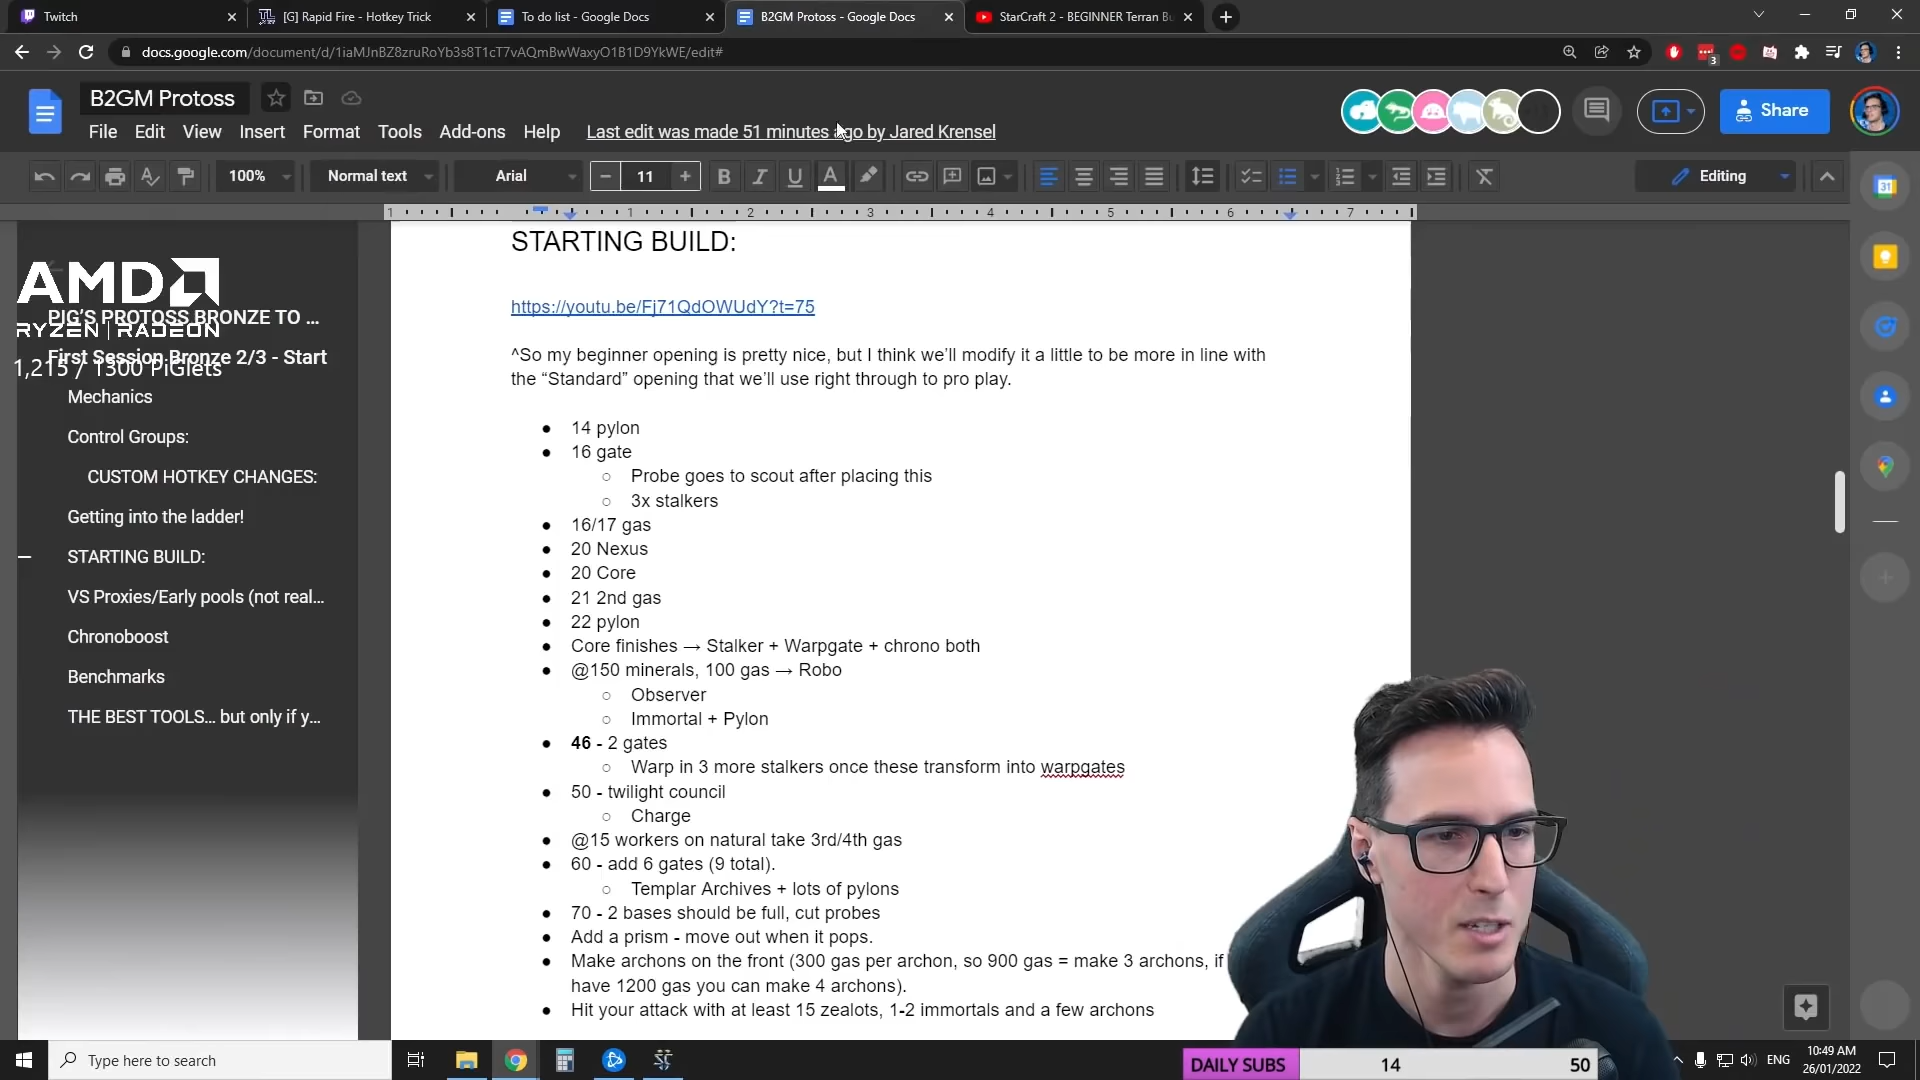 Twitch
[G] Rapid Fire - Hotkey Trick
To do list - Google Docs
B2GM Protoss - Google Docs
StarCraft 2 - BEGINNER Terran Bu
docs.google.com/document/d/1iaMJnBZ8zruRoYb3s8T1cT7vAQmBwWaxyO1B1D9YkWE/edit#
3
B2GM Protoss
Share
File Edit View Insert Format Tools Add-ons Help
Last edit was made 51 minutes ago by Jared Krensel
100%
Normal text
Arial
11
Editing
1 1 2 3 4 5 6 7
31
AMD
PIG'S PROTOSS BRONZE TO ...
RYZEN | RADEON
First Session Bronze 2/3 - Start
1,215 / 1300 PiGlets
Mechanics
Control Groups:
CUSTOM HOTKEY CHANGES:
Getting into the ladder!
STARTING BUILD:
VS Proxies/Early pools (not real...
Chronoboost
Benchmarks
THE BEST TOOLS... but only if y...
STARTING BUILD:
https://youtu.be/Fj71QdOWUdY?t=75
^So my beginner opening is pretty nice, but I think we'll modify it a little to be more in line with
the “Standard” opening that we'll use right through to pro play.
● 14 pylon
● 16 gate
○ Probe goes to scout after placing this
○ 3x stalkers
● 16/17 gas
● 20 Nexus
● 20 Core
● 21 2nd gas
● 22 pylon
● Core finishes → Stalker + Warpgate + chrono both
● @150 minerals, 100 gas → Robo
○ Observer
○ Immortal + Pylon
● 46 - 2 gates
○ Warp in 3 more stalkers once these transform into warpgates
● 50 - twilight council
○ Charge
● @15 workers on natural take 3rd/4th gas
● 60 - add 6 gates (9 total).
○ Templar Archives + lots of pylons
● 70 - 2 bases should be full, cut probes
● Add a prism - move out when it pops.
● Make archons on the front (300 gas per archon, so 900 gas = make 3 archons, if
have 1200 gas you can make 4 archons).
● Hit your attack with at least 15 zealots, 1-2 immortals and a few archons
DAILY SUBS 14 50
Type here to search
ENG
10:49 AM
26/01/2022